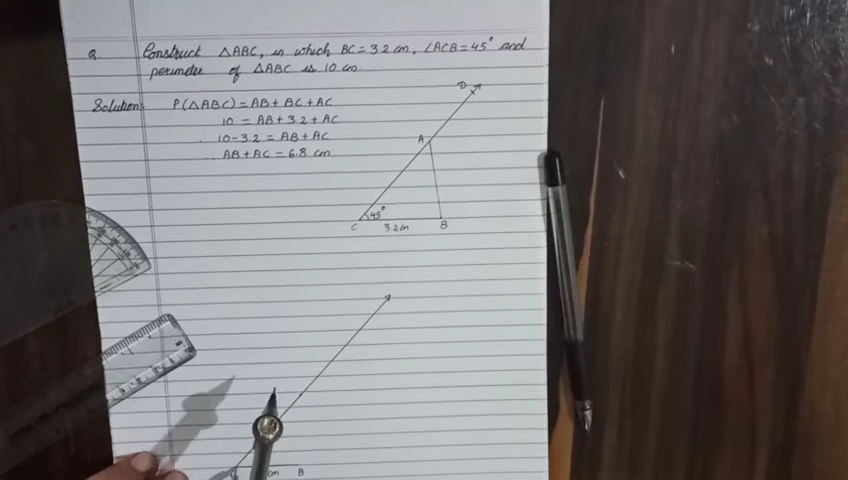 Q. Construct △ABC, in which BC = 3.2 cm, ∠ACB = 45° and
perimeter of △ABC is 10 cm.
Solution: P(△ABC) = AB + BC + AC
10 = AB + 3.2 + AC
∴ 10 - 3.2 = AB + AC
∴ AB + AC = 6.8 cm
D
A
45°
C 3.2 cm B
cm B